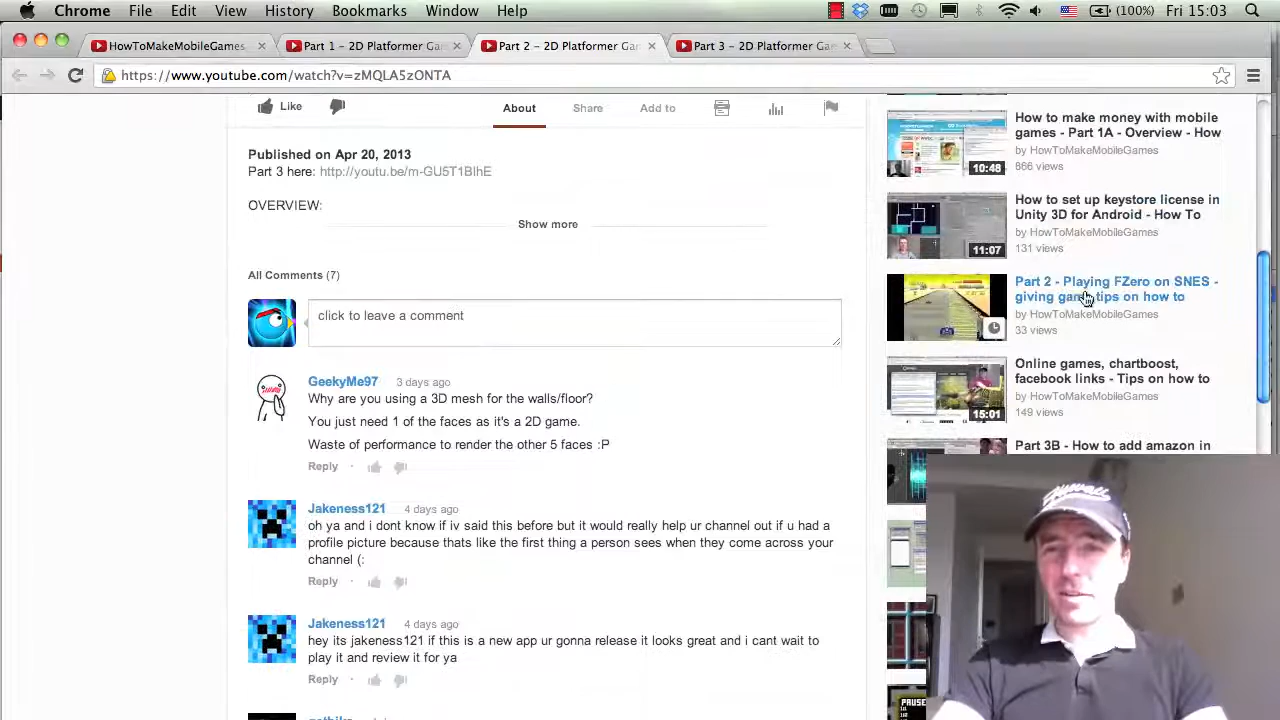 Chrome File Edit View History Bookmarks Window Help (100%) Fri 15:03
HowToMakeMobileGames Part 1 – 2D Platformer Gar Part 2 – 2D Platformer Gar Part 3 – 2D Platformer Gar
https://www.youtube.com/watch?v=zMQLA5zONTA
Like About Share Add to
Published on Apr 20, 2013
http://youtu.be/m-GU5T1BlhE
OVERVIEW:
Show more
All Comments (7)
click to leave a comment
GeekyMe97 3 days ago
Why are you using a 3D mesh for the walls/floor?
You just need 1 of the faces as it's a 2D game.
Waste of performance to render the other 5 faces :P
Reply
Jakeness121 4 days ago
oh ya and i dont know if iv said this before but it would really help ur channel out if u had a
profile picture because thats like the first thing a person sees when they come across your
channel (:
Reply
Jakeness121 4 days ago
hey its jakeness121 if this is a new app ur gonna release it looks great and i cant wait to
play it and review it for ya
Reply
How to make money with mobile
games - Part 1A - Overview - How
by HowToMakeMobileGames
views
10:48
How to set up keystore license in
Unity 3D for Android - How To
by HowToMakeMobileGames
131 views
11:07
Part 2 - Playing FZero on SNES -
giving game tips on how to
by HowToMakeMobileGames
33 views
Online games, chartboost,
facebook links - Tips on how to
by HowToMakeMobileGames
149 views
15:01
Part 3B - How to add amazon in
PAUSE